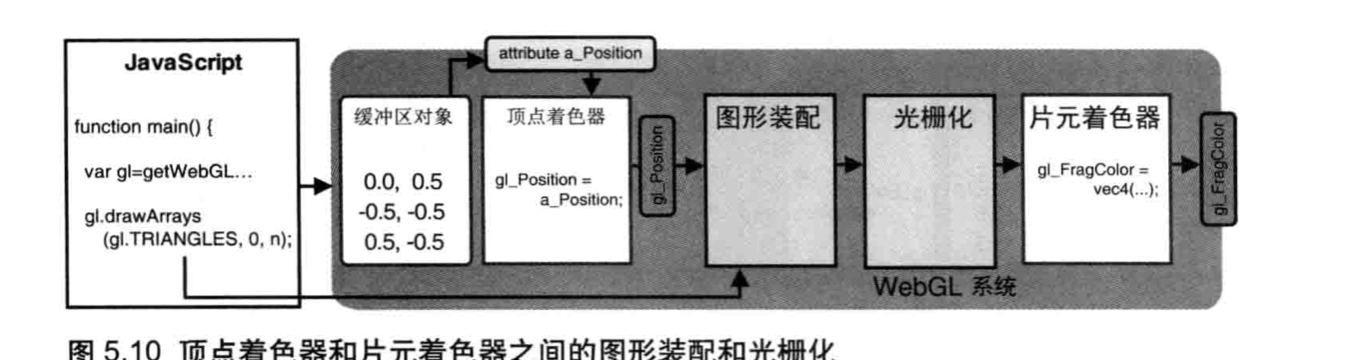 JavaScript
function main() {
var gl=getWebGL...
gl.drawArrays
(gl.TRIANGLES, 0, n);
attribute a_Position
缓冲区对象
0.0, 0.5
-0.5, -0.5
0.5, -0.5
顶点着色器
gl_Position =
a_Position;
gl_Position
图形装配
光栅化
片元着色器
gl_FragColor =
vec4(...);
gl_FragColor
WebGL 系统
图 5.10 顶点着色器和片元着色器之间的图形装配和光栅化